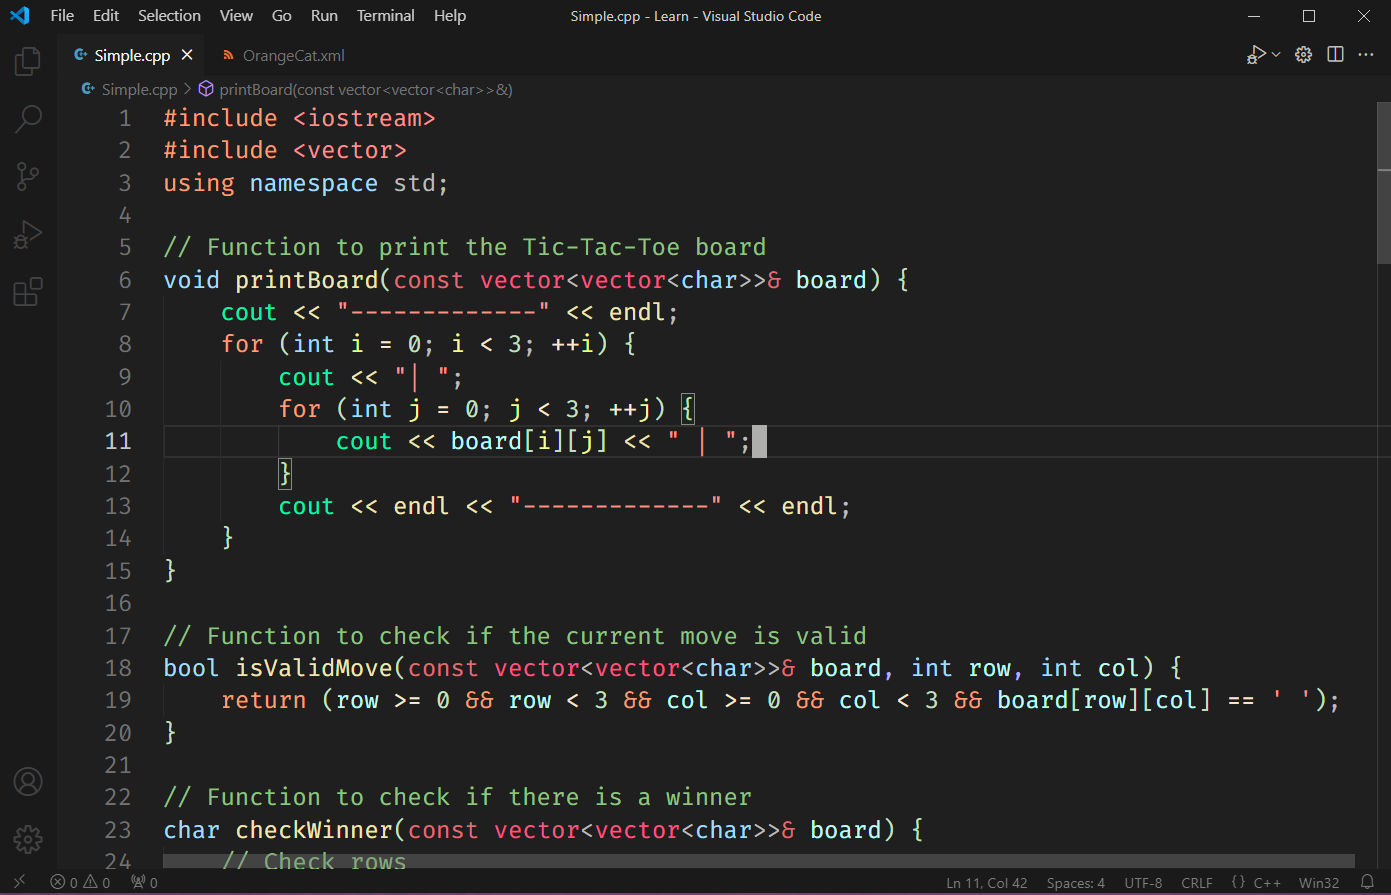 File Edit Selection View Go Run Terminal Help Simple.cpp - Learn - Visual Studio Code
Simple.cpp OrangeCat.xml
Simple.cpp > printBoard(const vector<vector<char>>&)
1 #include <iostream>
2 #include <vector>
3 using namespace std;
4
5 // Function to print the Tic-Tac-Toe board
6 void printBoard(const vector<vector<char>>& board) {
7     cout << "-------------" << endl;
8     for (int i = 0; i < 3; ++i) {
9         cout << "| ";
10         for (int j = 0; j < 3; ++j) {
11             cout << board[i][j] << " | ";
12         }
13         cout << endl << "-------------" << endl;
14     }
15 }
16
17 // Function to check if the current move is valid
18 bool isValidMove(const vector<vector<char>>& board, int row, int col) {
19     return (row >= 0 && row < 3 && col >= 0 && col < 3 && board[row][col] == ' ');
20 }
21
22 // Function to check if there is a winner
23 char checkWinner(const vector<vector<char>>& board) {
24     // Check rows
0 0 0 Ln 11, Col 42 Spaces: 4 UTF-8 CRLF {} C++ Win32